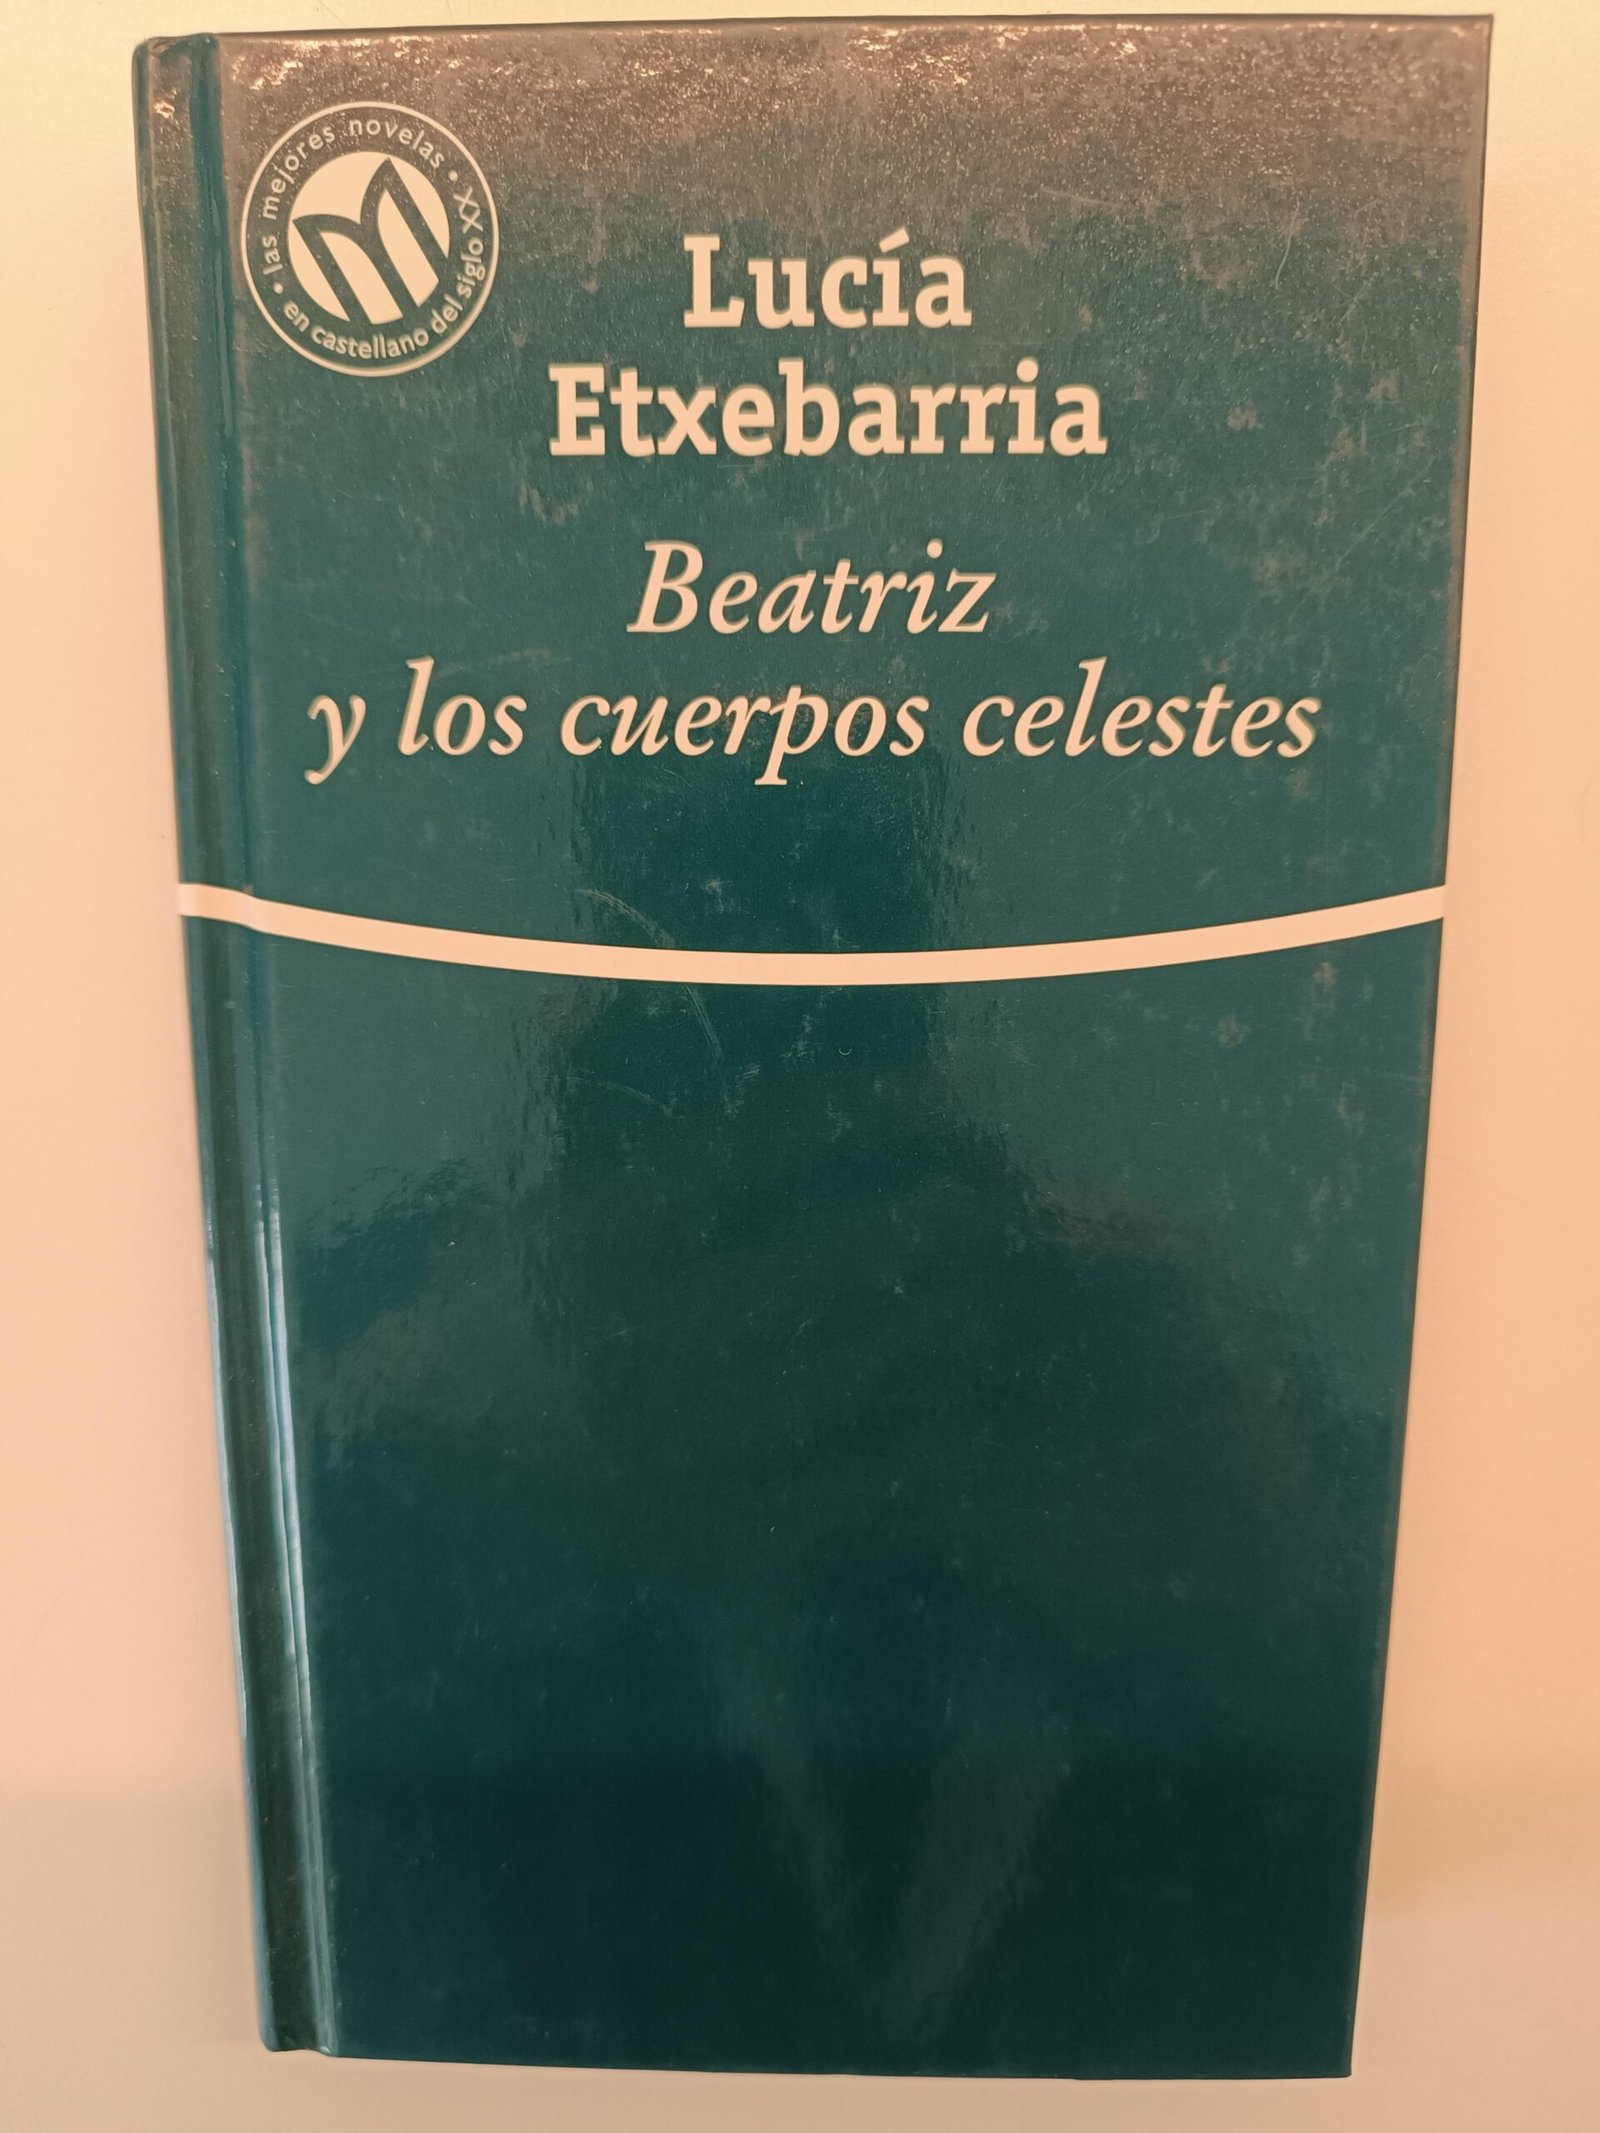 • las mejores novelas •
en castellano del siglo XX
M
Lucía
Etxebarria
Beatriz
y los cuerpos celestes